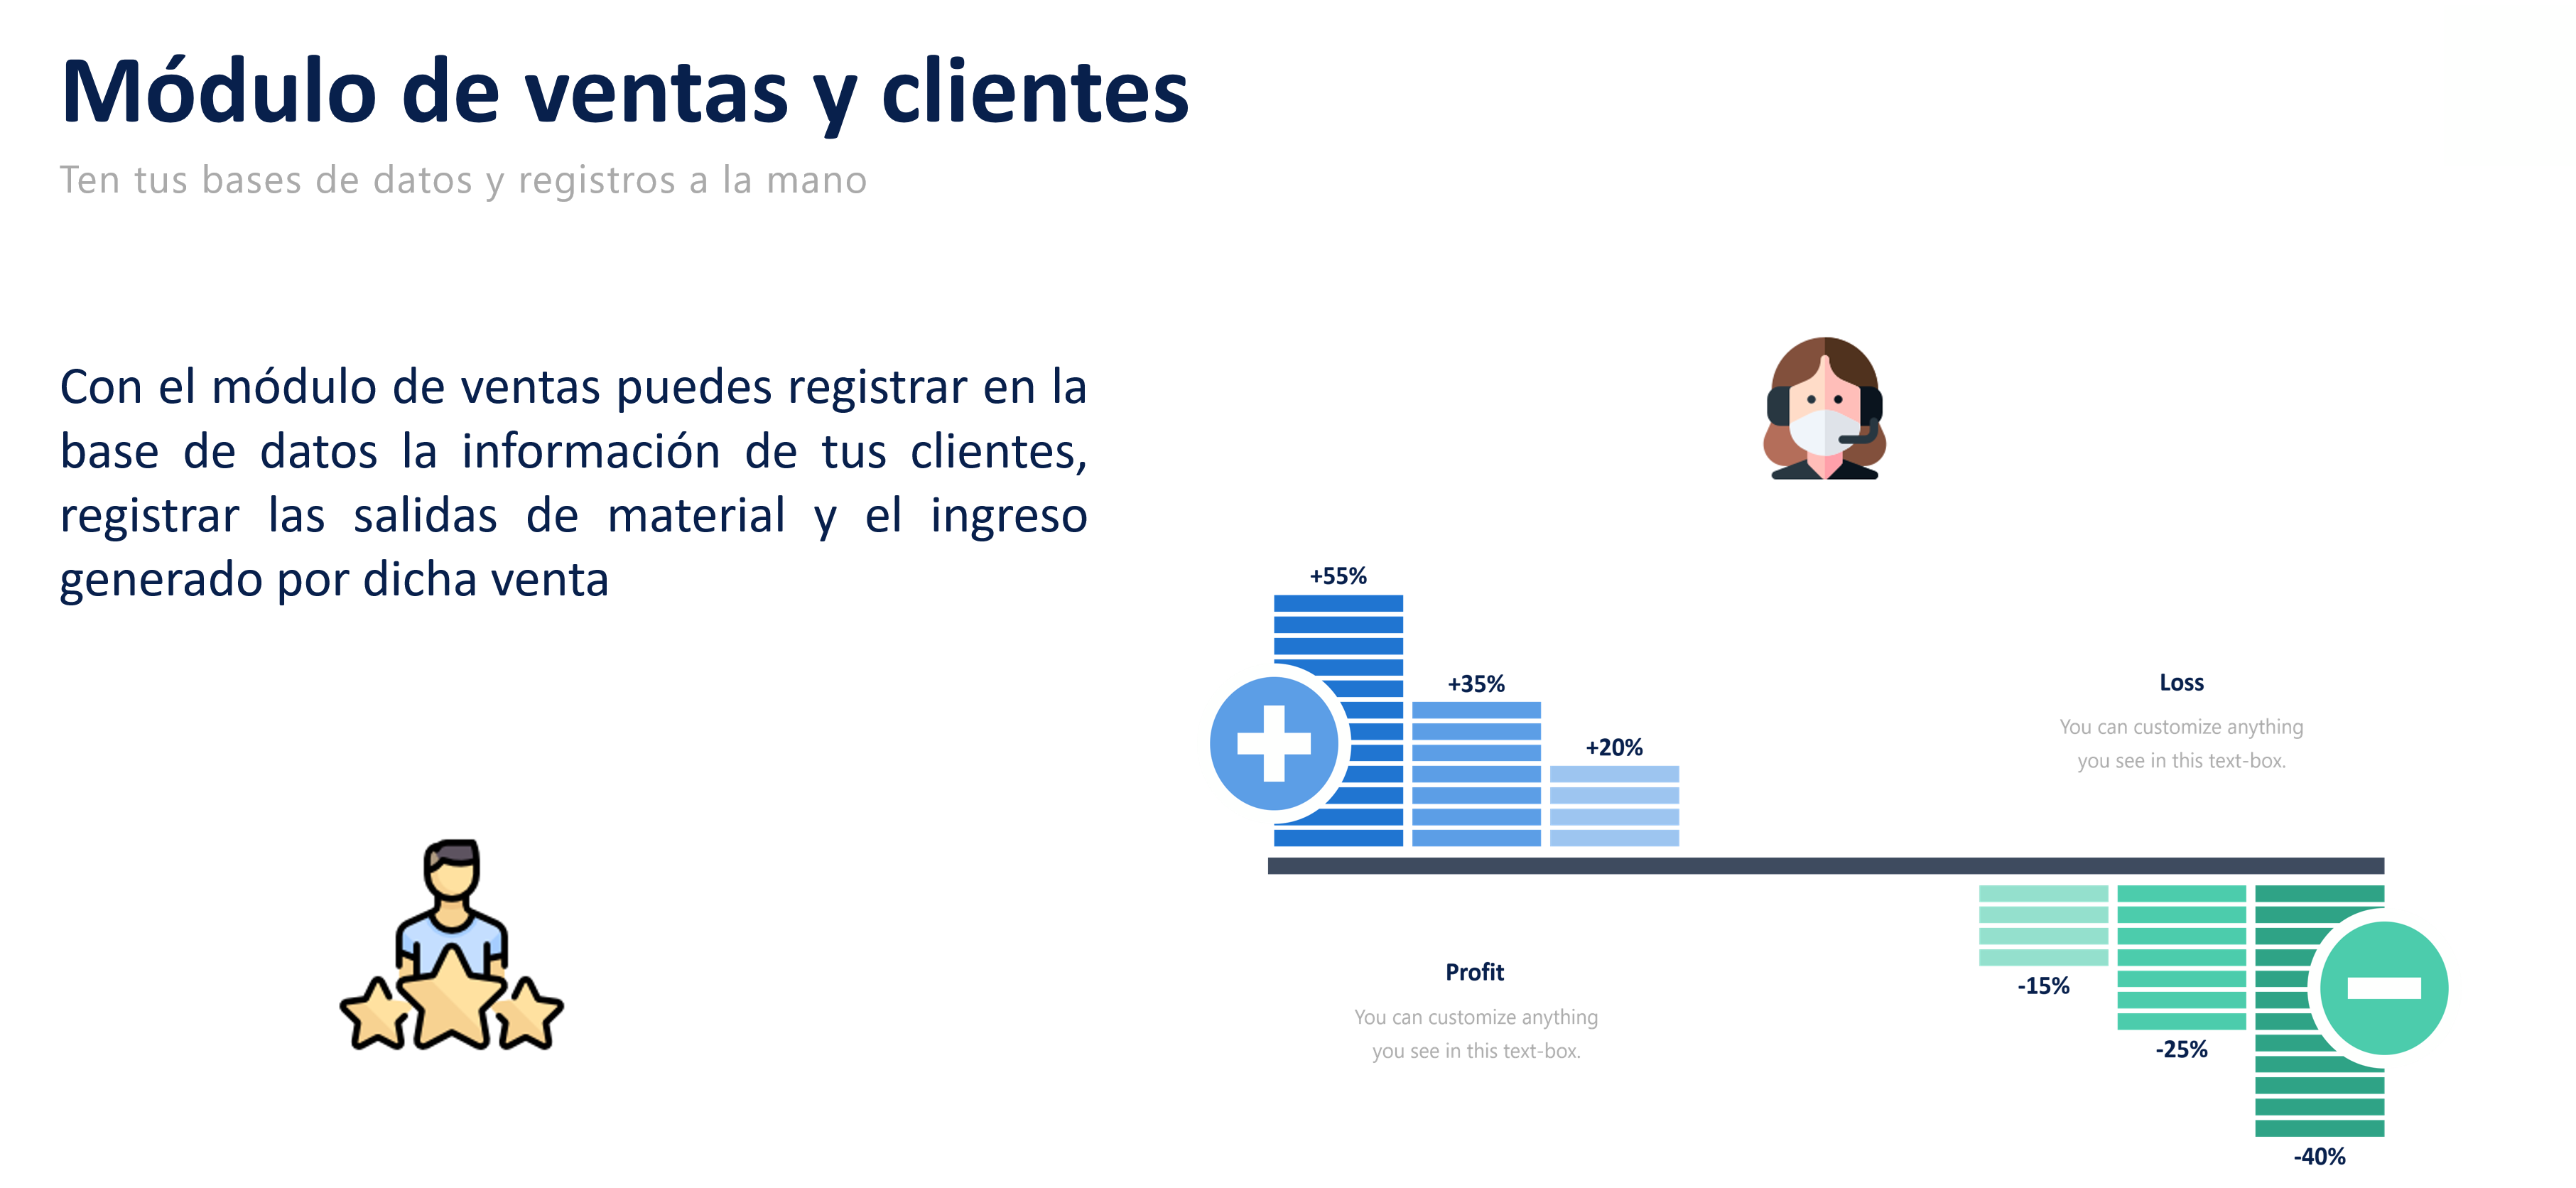 Módulo de ventas y clientes
Ten tus bases de datos y registros a la mano
Con el módulo de ventas puedes registrar en la
base de datos la información de tus clientes,
registrar las salidas de material y el ingreso
generado por dicha venta
+55%
+35%
+20%
Loss
You can customize anything
you see in this text-box.
Profit
You can customize anything
you see in this text-box.
-15%
-25%
-40%